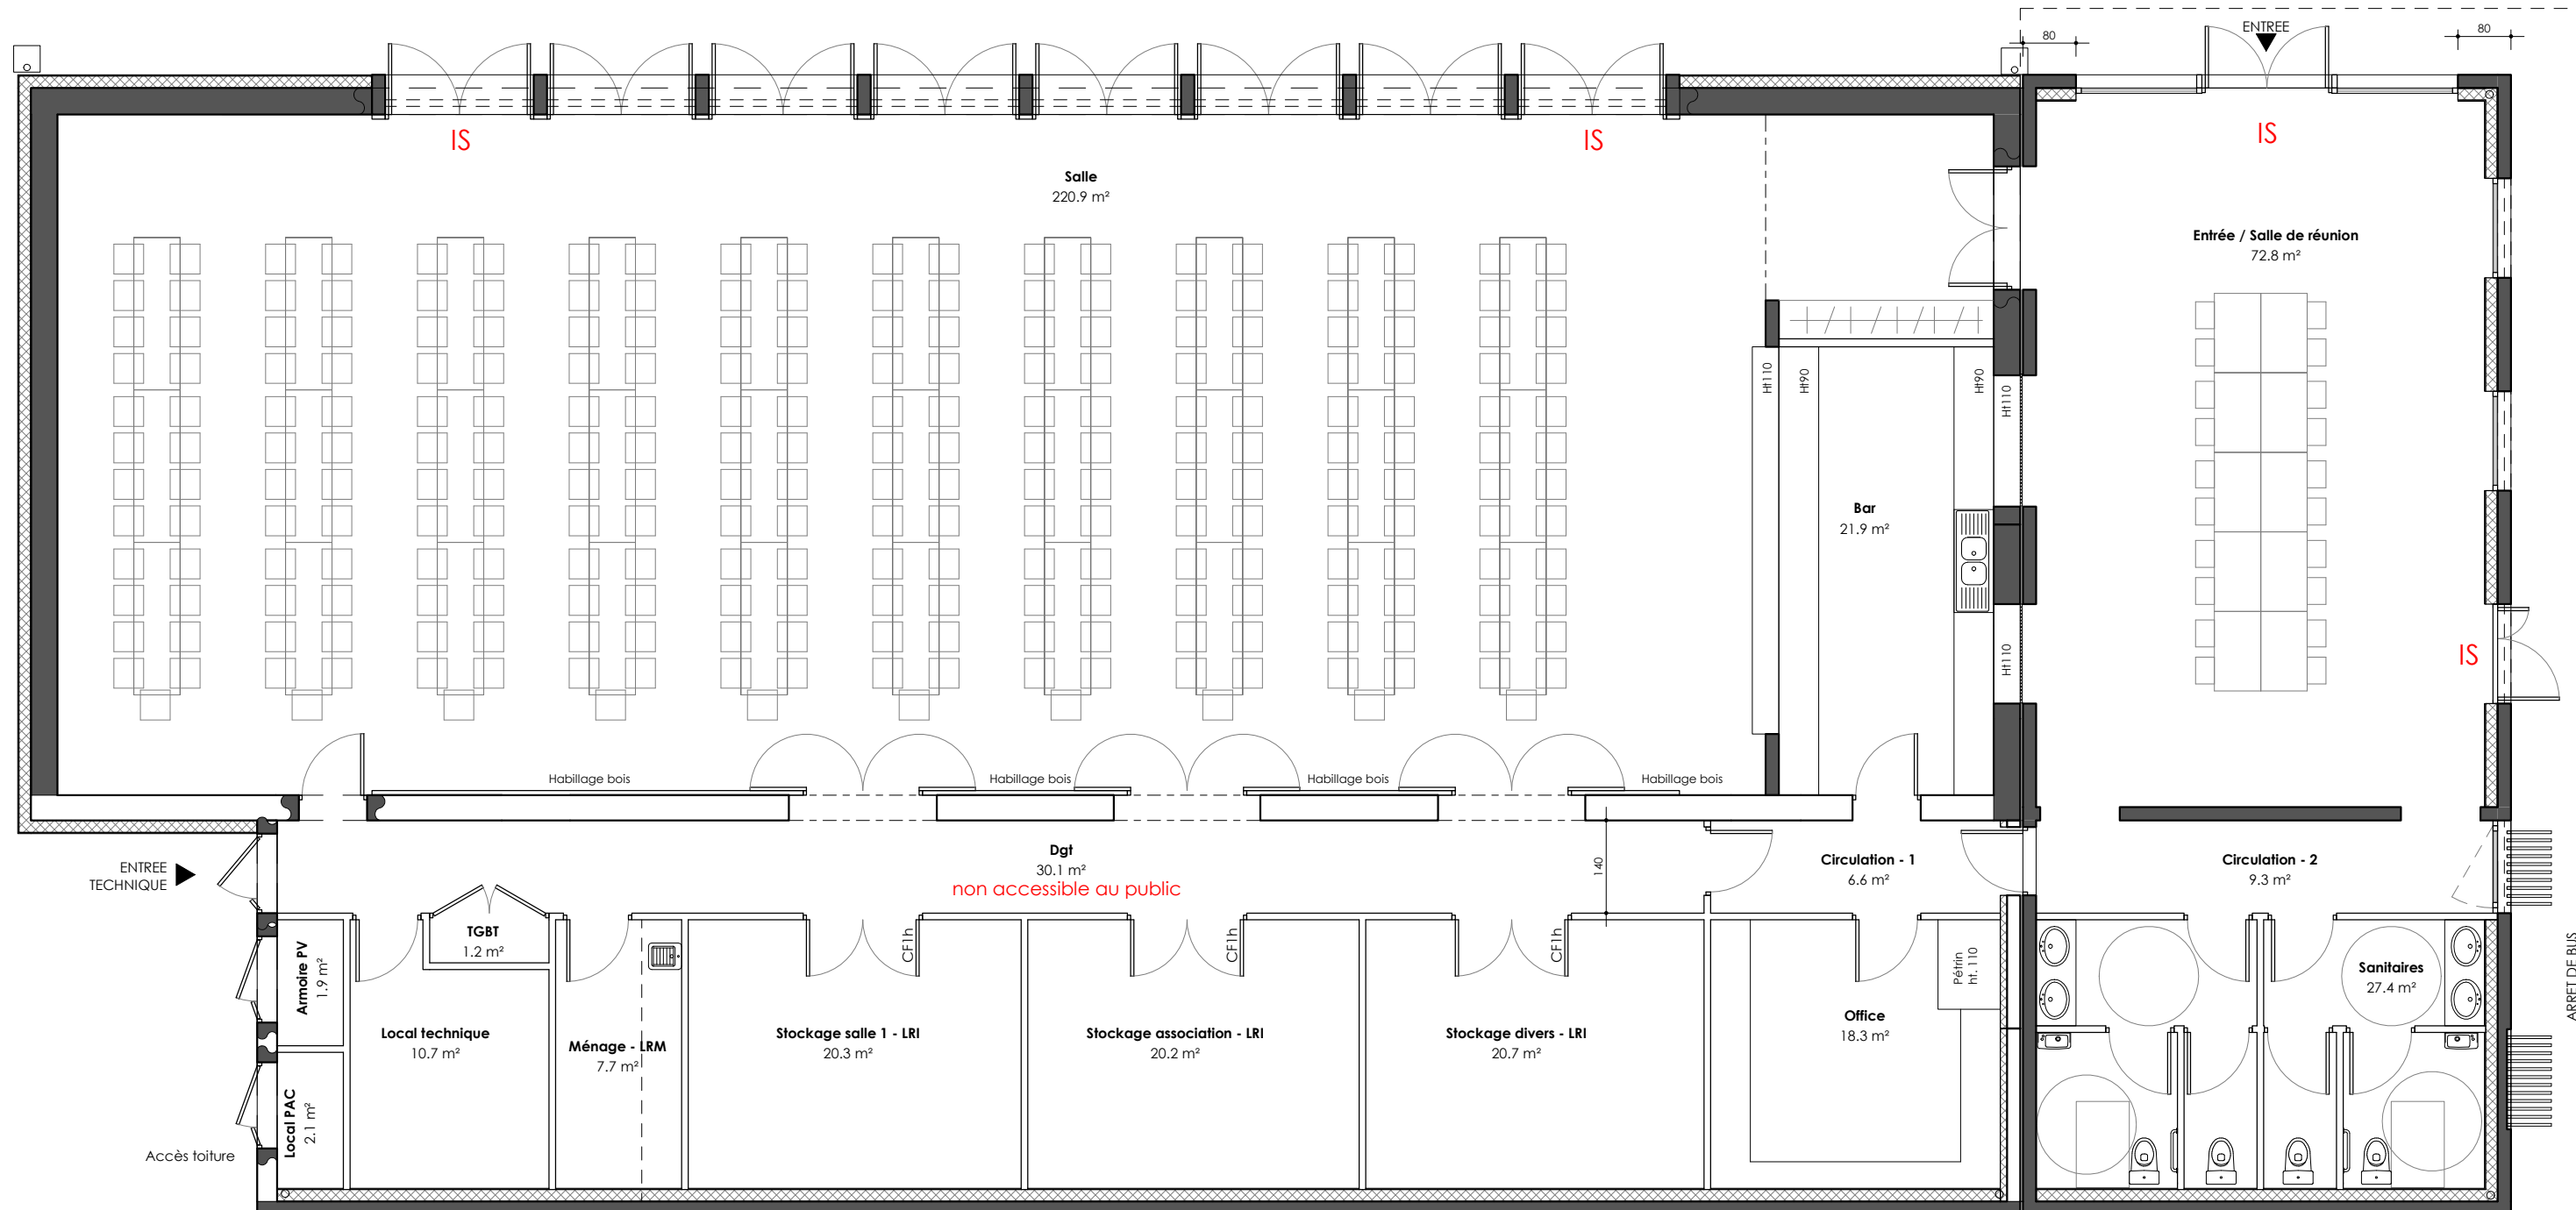 ENTREE
80
80
IS
IS
IS
Salle
220.9 m²
Entrée / Salle de réunion
72.8 m²
Ht110
Ht90
Ht90
Ht110
Bar
21.9 m²
Ht110
IS
Habillage bois
Habillage bois
Habillage bois
Habillage bois
ENTREE
TECHNIQUE
Dgt
30.1 m²
non accessible au public
140
Circulation - 1
6.6 m²
Circulation - 2
9.3 m²
TGBT
1.2 m²
CF1h
CF1h
CF1h
Armoire PV
1.9 m²
Pétrin
ht. 110
Sanitaires
27.4 m²
ARRET DE BUS
Local technique
10.7 m²
Ménage - LRM
7.7 m²
Stockage salle 1 - LRI
20.3 m²
Stockage association - LRI
20.2 m²
Stockage divers - LRI
20.7 m²
Office
18.3 m²
Local PAC
2.1 m²
Accès toiture